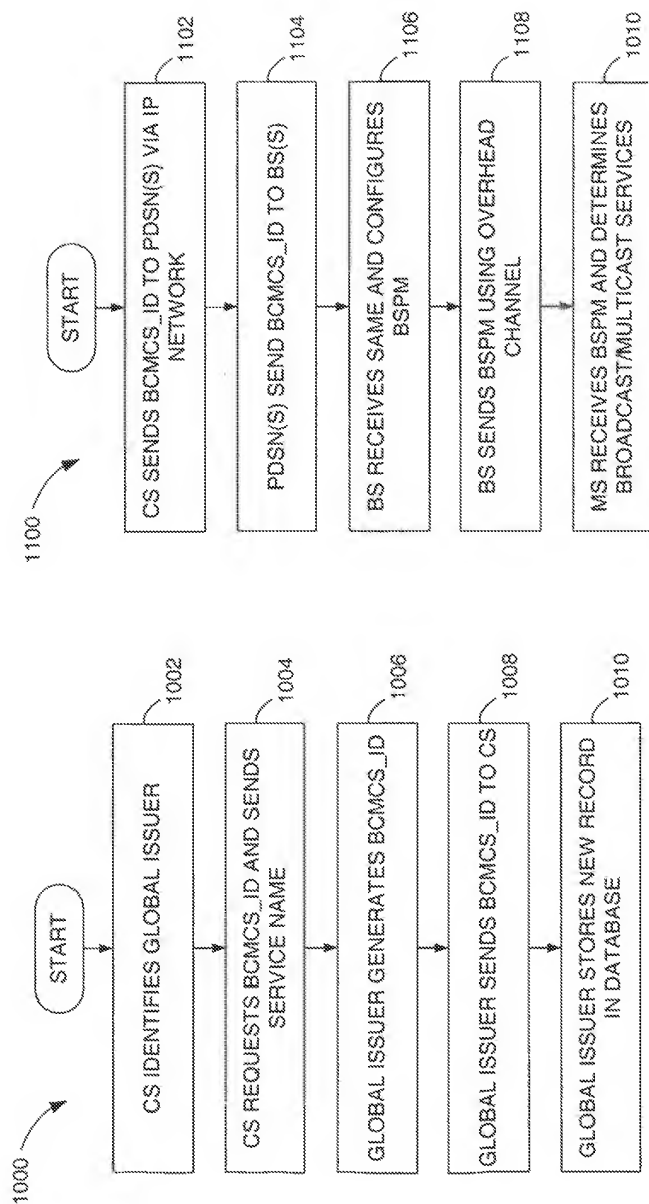 1000
START
CS IDENTIFIES GLOBAL ISSUER
1002
CS REQUESTS BCMCS_ID AND SENDS
SERVICE NAME
1004
GLOBAL ISSUER GENERATES BCMCS_ID
1006
GLOBAL ISSUER SENDS BCMCS_ID TO CS
1008
GLOBAL ISSUER STORES NEW RECORD
IN DATABASE
1010
1100
START
CS SENDS BCMCS_ID TO PDSN(S) VIA IP
NETWORK
1102
PDSN(S) SEND BCMCS_ID TO BS(S)
1104
BS RECEIVES SAME AND CONFIGURES
BSPM
1106
BS SENDS BSPM USING OVERHEAD
CHANNEL
1108
MS RECEIVES BSPM AND DETERMINES
BROADCAST/MULTICAST SERVICES
1010